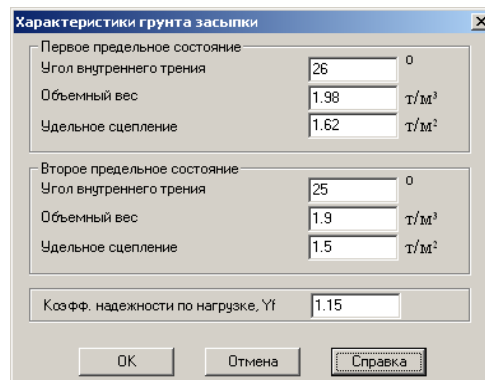 Характеристики грунта засыпки
Первое предельное состояние
Угол внутреннего трения 26 о
Объемный вес 1.98 т/м³
Удельное сцепление 1.62 т/м²
Второе предельное состояние
Угол внутреннего трения 25 о
Объемный вес 1.9 т/м³
Удельное сцепление 1.5 т/м²
Коэфф. надежности по нагрузке, Yf 1.15
OK Отмена Справка